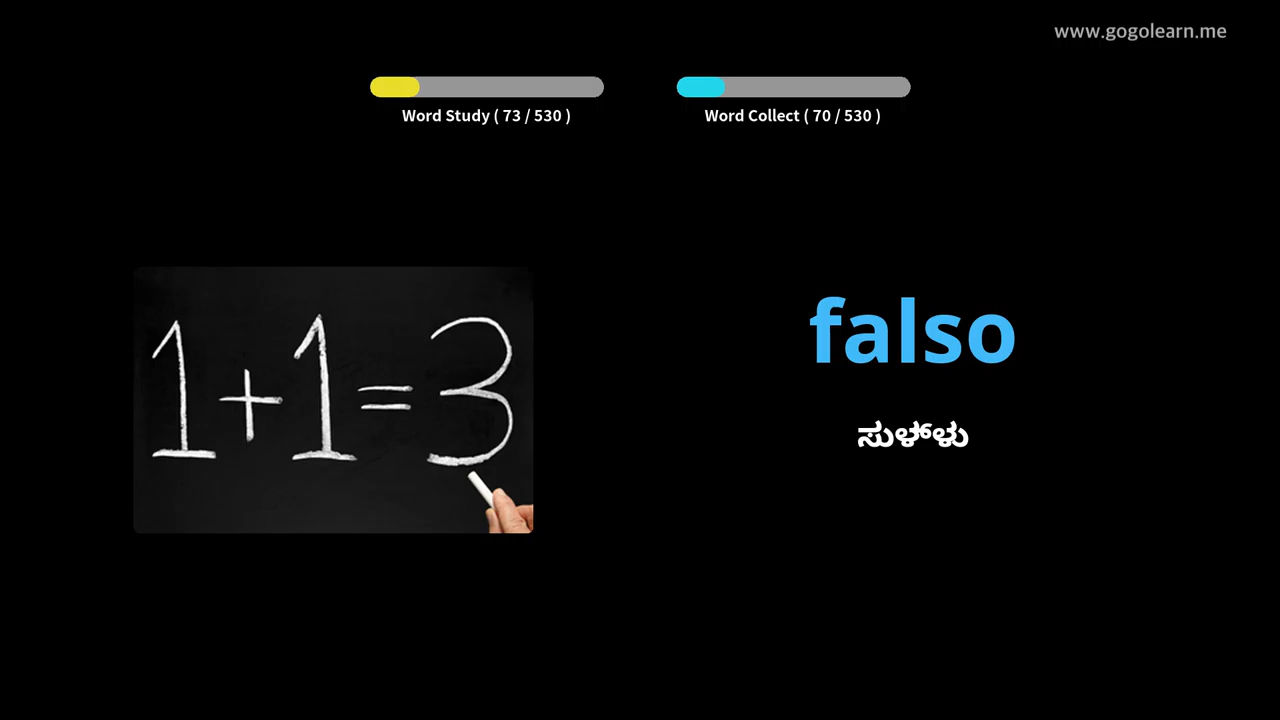 www.gogolearn.me
Word Study ( 73 / 530 )
Word Collect ( 70 / 530 )
1+1=3
falso
ಸುಳ್ಳು